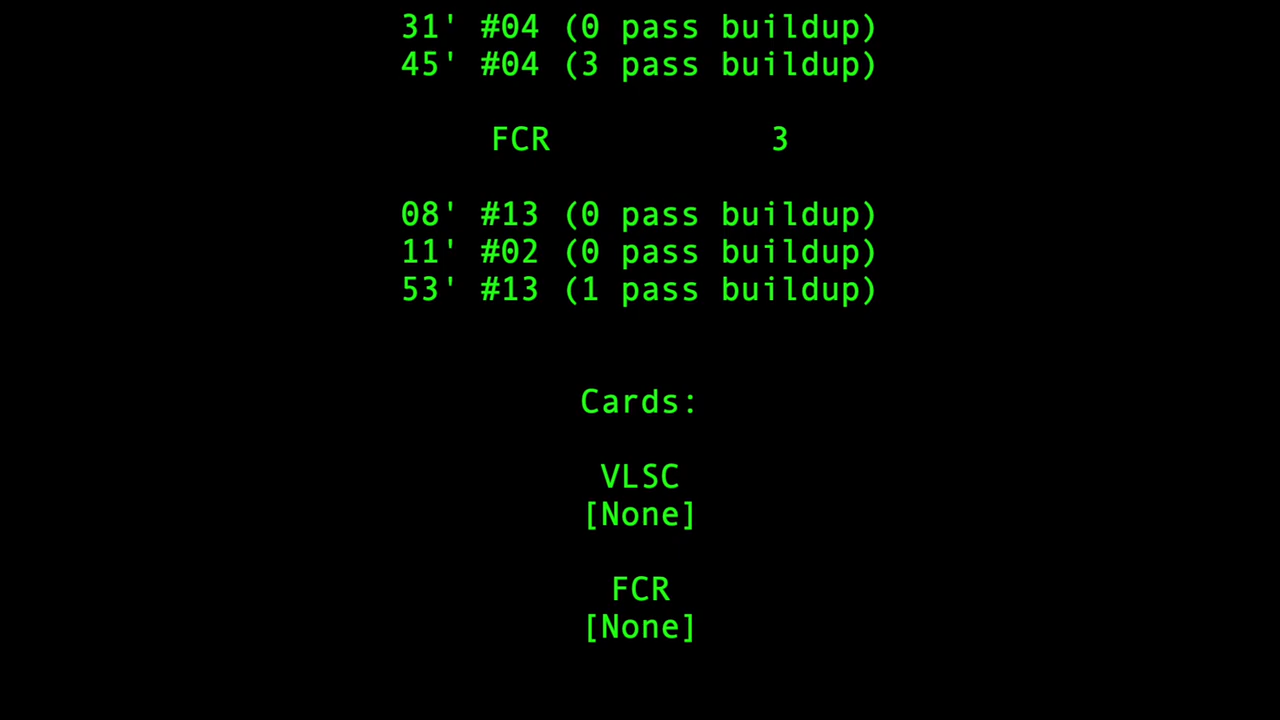 31' #04 (0 pass buildup)
45' #04 (3 pass buildup)
FCR 3
08' #13 (0 pass buildup)
11' #02 (0 pass buildup)
53' #13 (1 pass buildup)
Cards:
VLSC
[None]
FCR
[None]